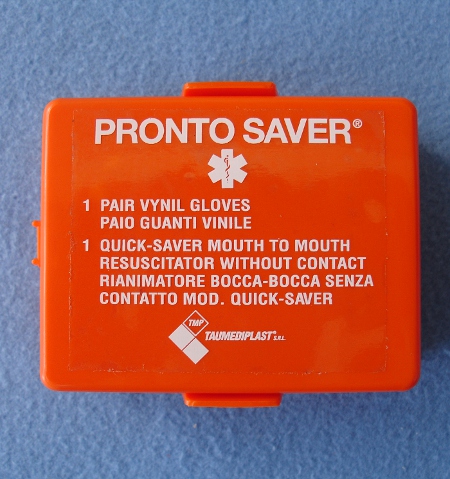 PRONTO SAVER®
1 PAIR VYNIL GLOVES
PAIO GUANTI VINILE
1 QUICK-SAVER MOUTH TO MOUTH
RESUSCITATOR WITHOUT CONTACT
RIANIMATORE BOCCA-BOCCA SENZA
CONTATTO MOD. QUICK-SAVER
TMP
TAUMEDIPLAST® S.R.L.